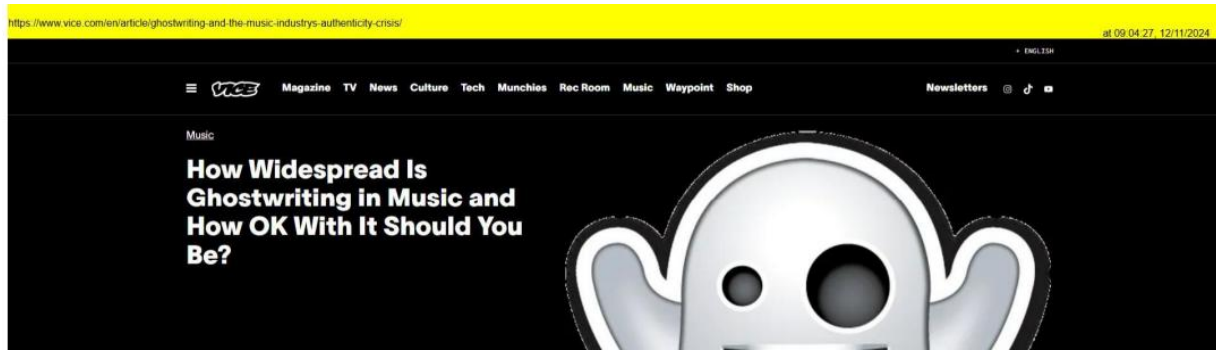 https://www.vice.com/en/article/ghostwriting-and-the-music-industrys-authenticity-crisis/
at 09:04:27, 12/11/2024
+ ENGLISH
VICE Magazine TV News Culture Tech Munchies Rec Room Music Waypoint Shop Newsletters
Music
How Widespread Is
Ghostwriting in Music and
How OK With It Should You
Be?